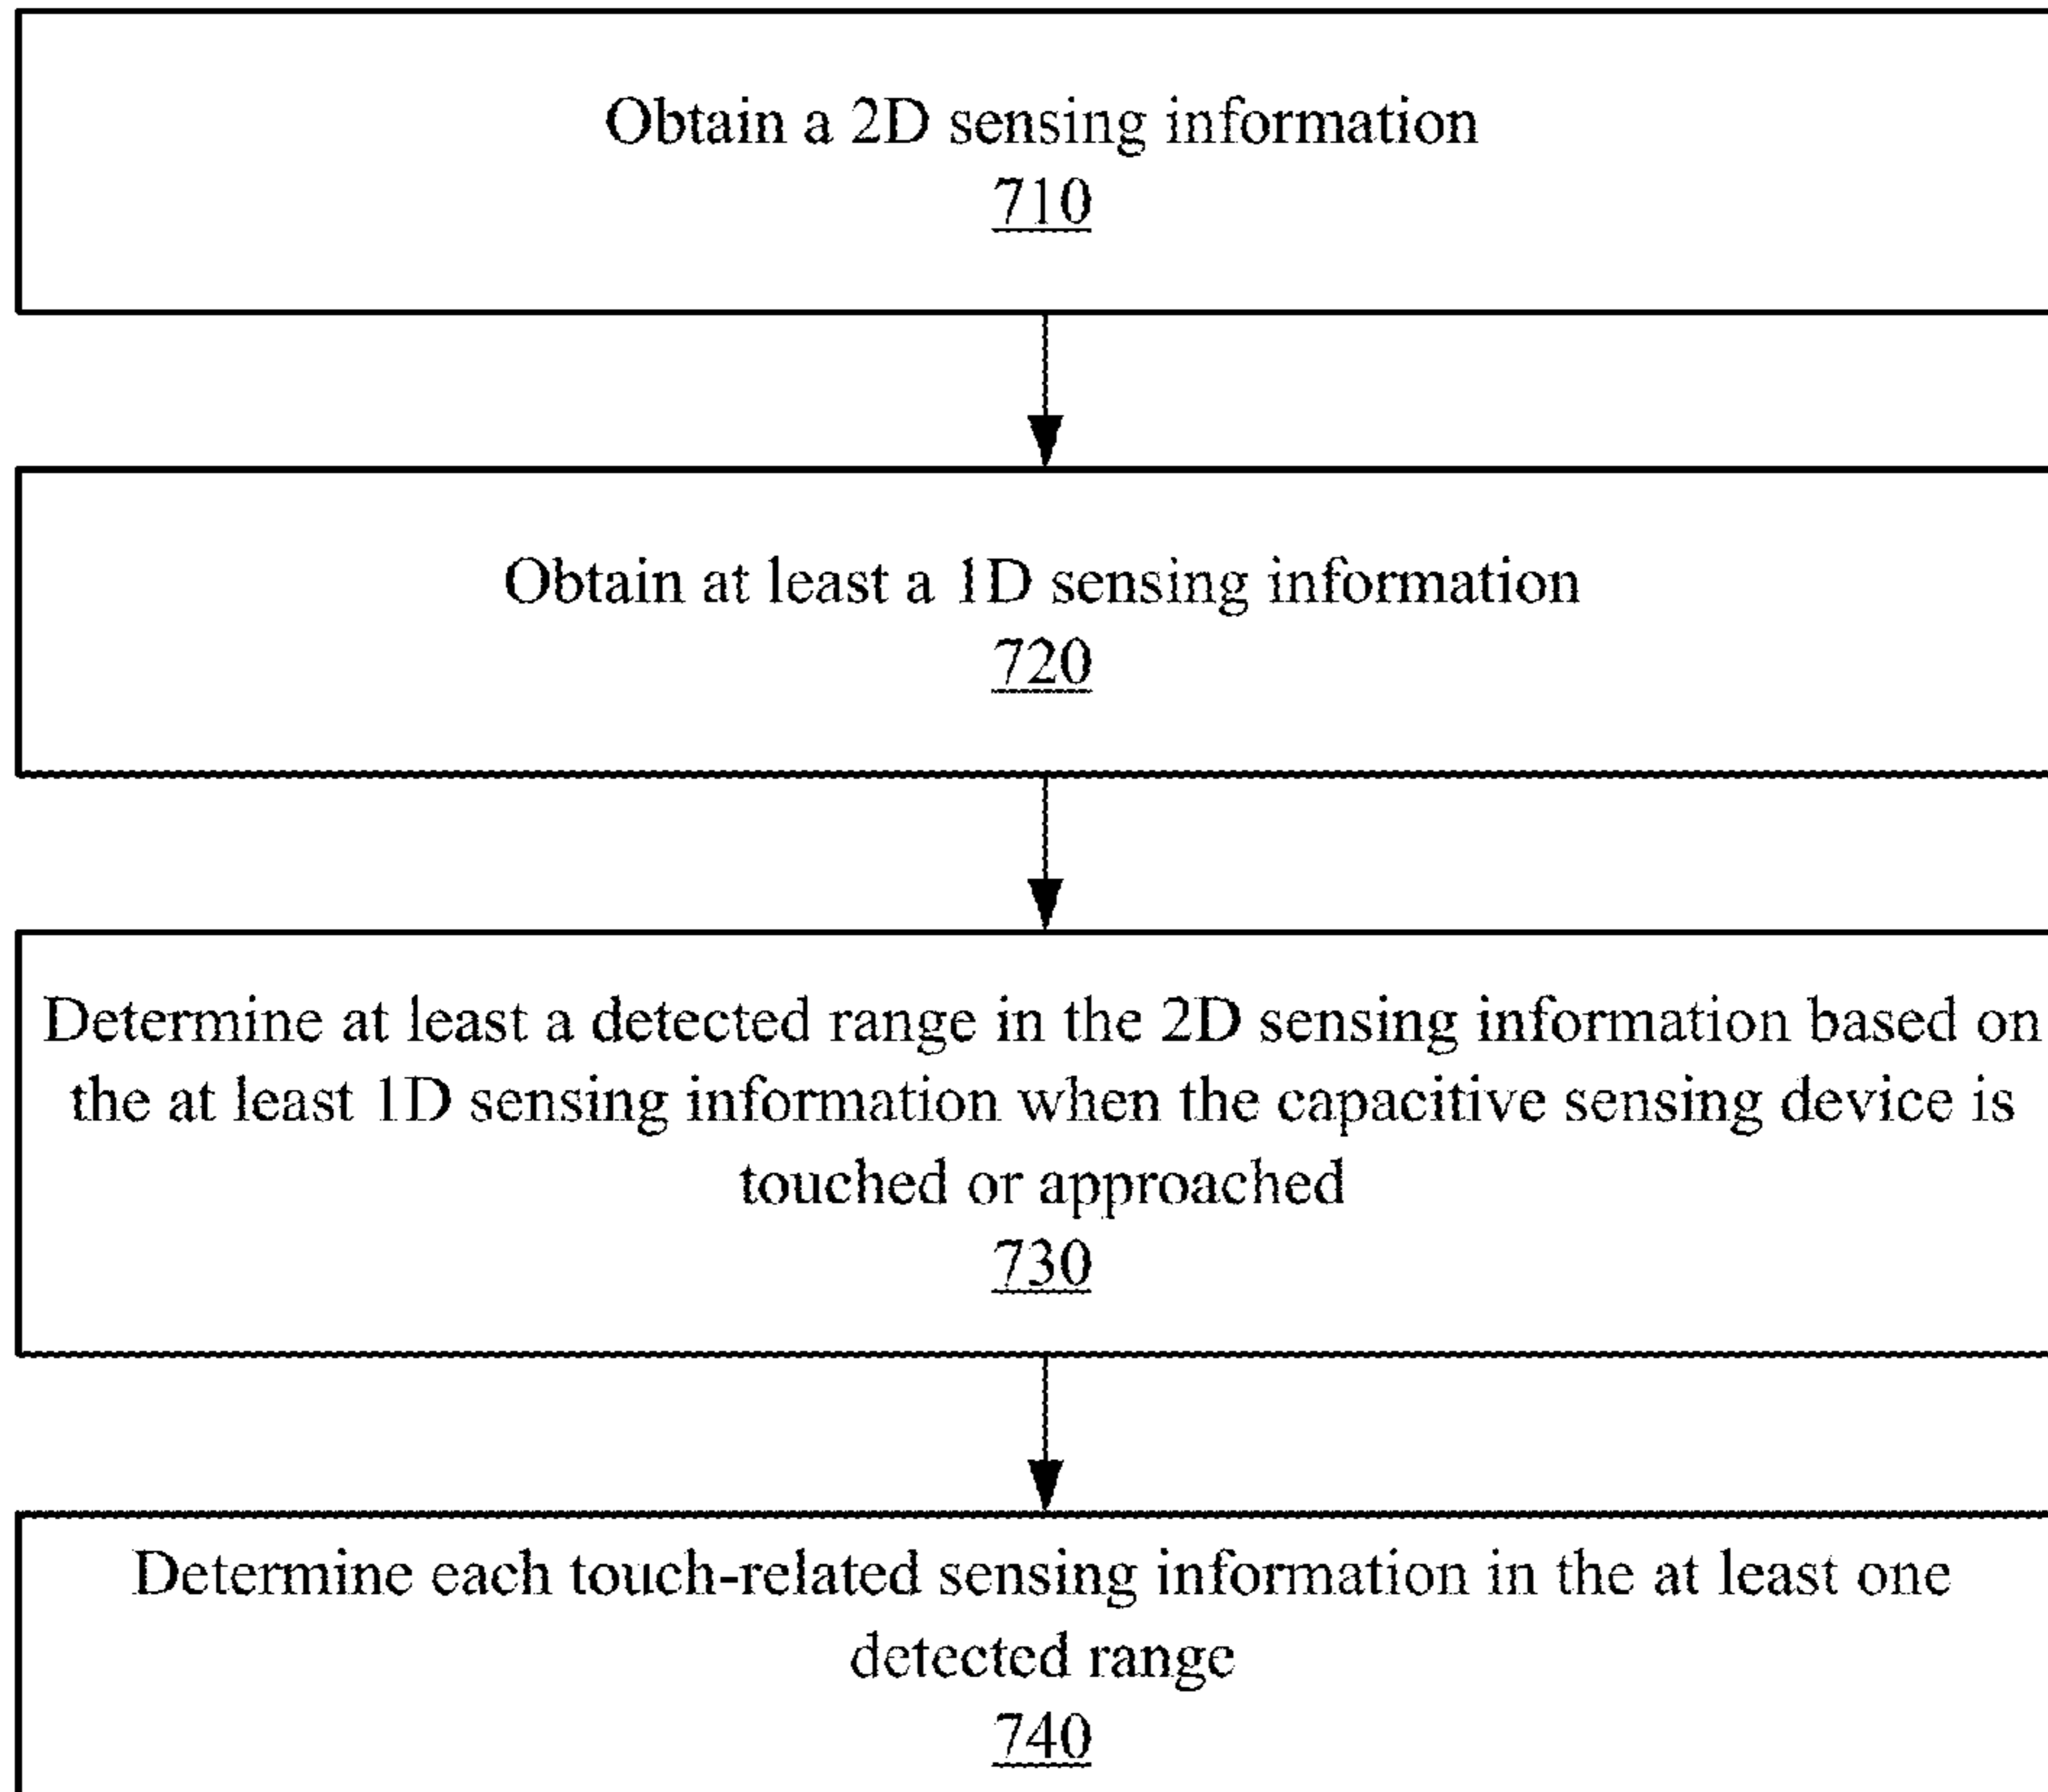 Obtain a 2D sensing information
710
Obtain at least a 1D sensing information
720
Determine at least a detected range in the 2D sensing information based on
the at least 1D sensing information when the capacitive sensing device is
touched or approached
730
Determine each touch-related sensing information in the at least one
detected range
740